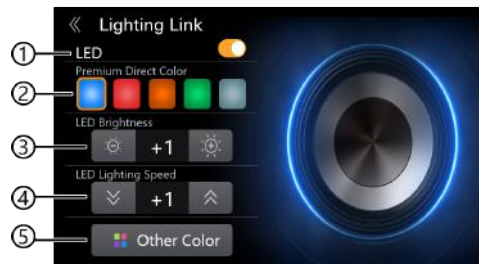 《 Lighting Link
① LED
Premium Direct Color
②
LED Brightness
③ +1
LED Lighting Speed
④ +1
⑤ Other Color